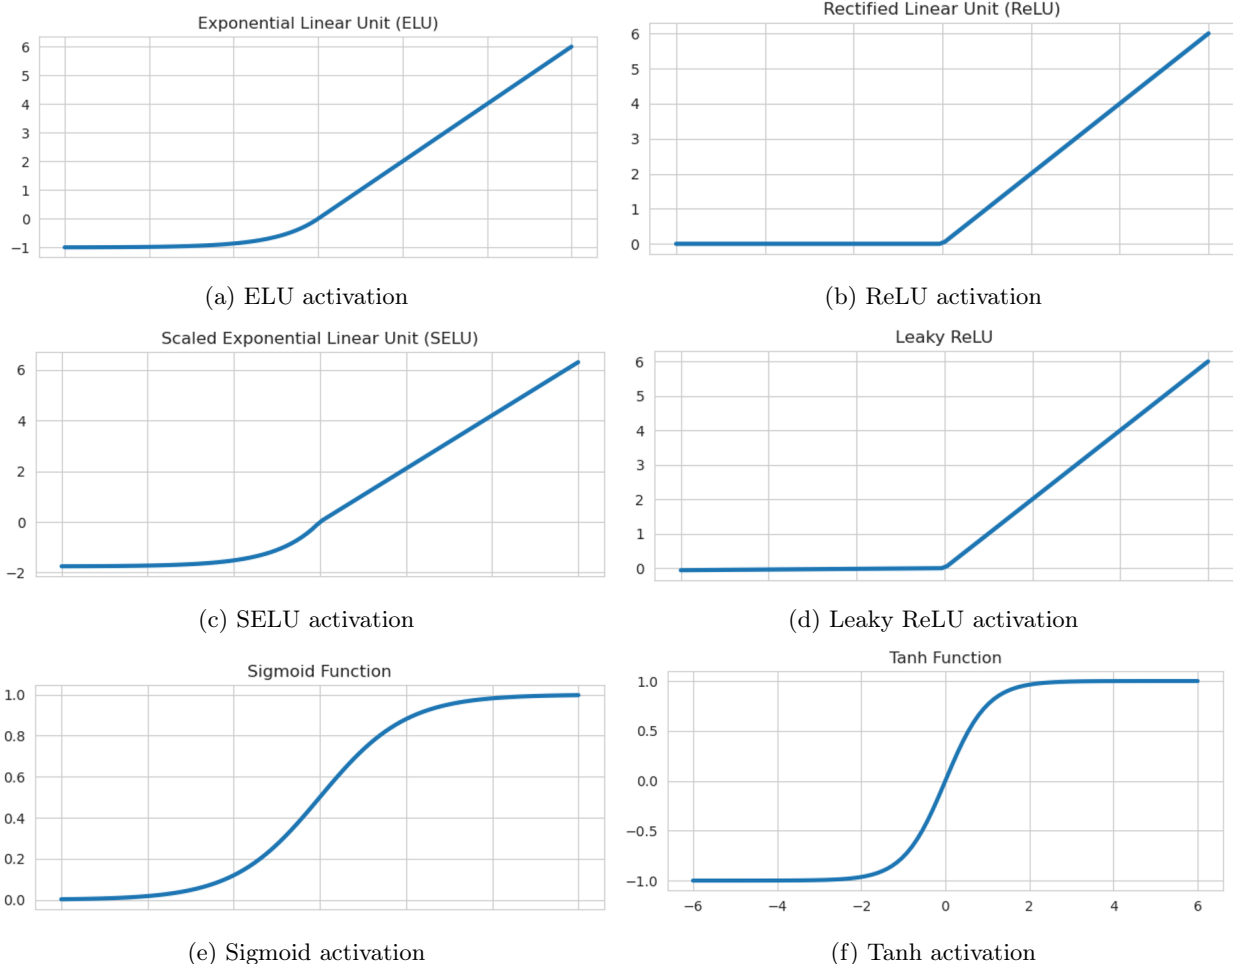 Exponential Linear Unit (ELU)
6
5
4
3
2
1
0
−1
(a) ELU activation
Rectified Linear Unit (ReLU)
6
5
4
3
2
1
0
(b) ReLU activation
Scaled Exponential Linear Unit (SELU)
6
4
2
0
−2
(c) SELU activation
Leaky ReLU
6
5
4
3
2
1
0
(d) Leaky ReLU activation
Sigmoid Function
1.0
0.8
0.6
0.4
0.2
0.0
(e) Sigmoid activation
Tanh Function
1.0
0.5
0.0
−0.5
−1.0
−6 −4 −2 0 2 4 6
(f) Tanh activation